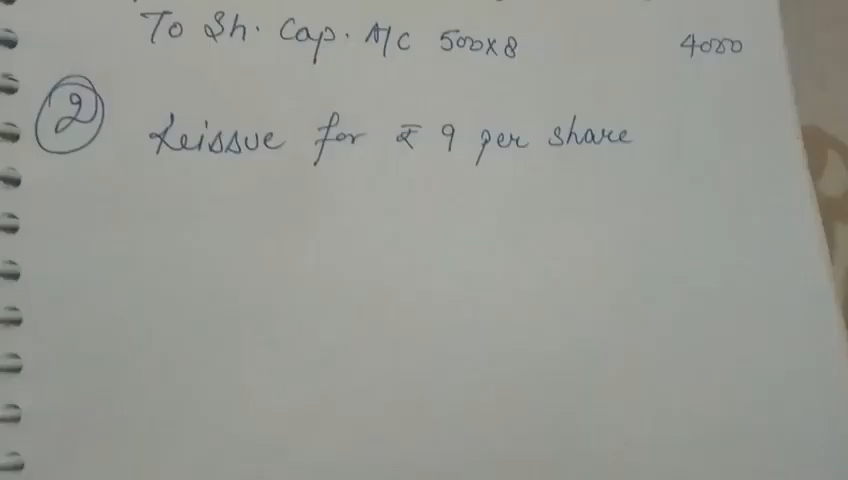 To Sh. Cap. A/C 500x8 4000
2 Reissue for ₹ 9 per share